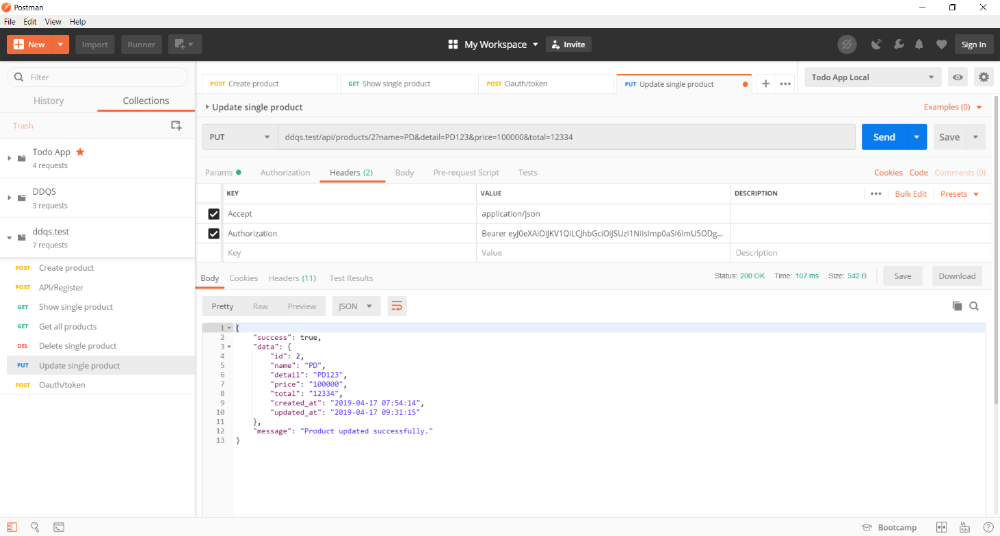 Postman
File Edit View Help
New Import Runner My Workspace Invite Sign In
Filter
History Collections
Trash
Todo App
4 requests
DDQS
3 requests
ddqs.test
7 requests
POST Create product
POST API/Register
GET Show single product
GET Get all products
DEL Delete single product
PUT Update single product
POST Oauth/token
POST Create product GET Show single product POST Oauth/token PUT Update single product
Todo App Local
Update single product Examples (0)
PUT ddqs.test/api/products/2?name=PD&detail=PD123&price=100000&total=12334 Send Save
Params Authorization Headers (2) Body Pre-request Script Tests Cookies Code Comments (0)
KEY VALUE DESCRIPTION Bulk Edit Presets
Accept application/json
Authorization Bearer eyJ0eXAiOiJKV1QiLCJhbGciOiJSUzI1NiIsImp0aSI6ImU5ODg...
Key Value Description
Body Cookies Headers (11) Test Results Status: 200 OK Time: 107 ms Size: 542 B Save Download
Pretty Raw Preview JSON
1 {
2 "success": true,
3 "data": {
4 "id": 2,
5 "name": "PD",
6 "detail": "PD123",
7 "price": "100000",
8 "total": "12334",
9 "created_at": "2019-04-17 07:54:14",
10 "updated_at": "2019-04-17 09:31:15"
11 },
12 "message": "Product updated successfully."
13 }
Bootcamp